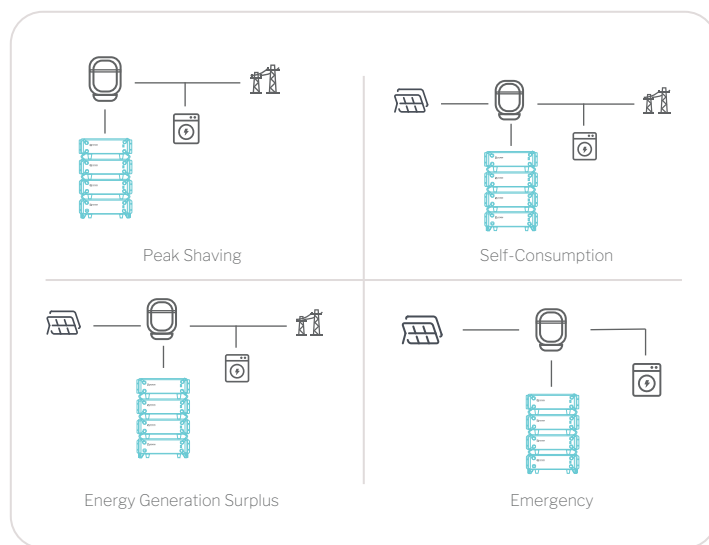 Peak Shaving
Self-Consumption
Energy Generation Surplus
Emergency